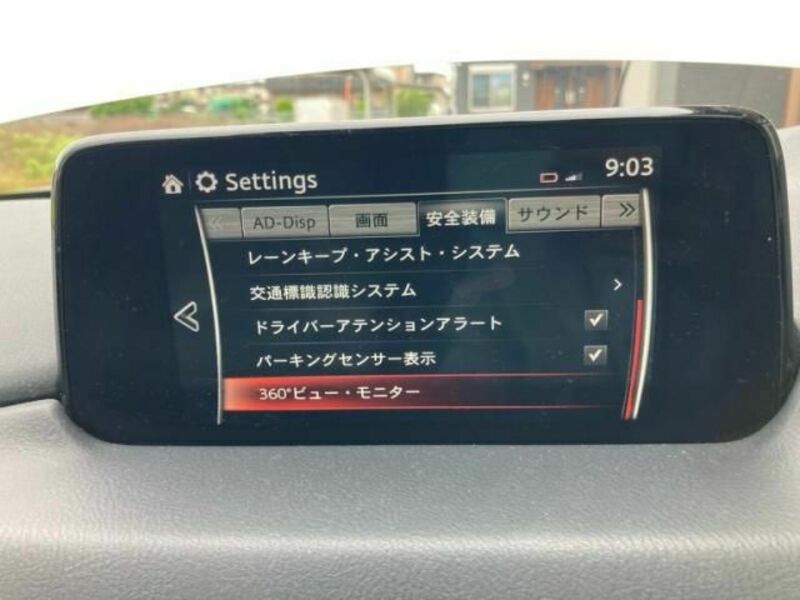 Settings 9:03
AD-Disp 画面 安全装備 サウンド
レーンキープ・アシスト・システム
交通標識認識システム
ドライバーアテンションアラート
パーキングセンサー表示
360°ビュー・モニター